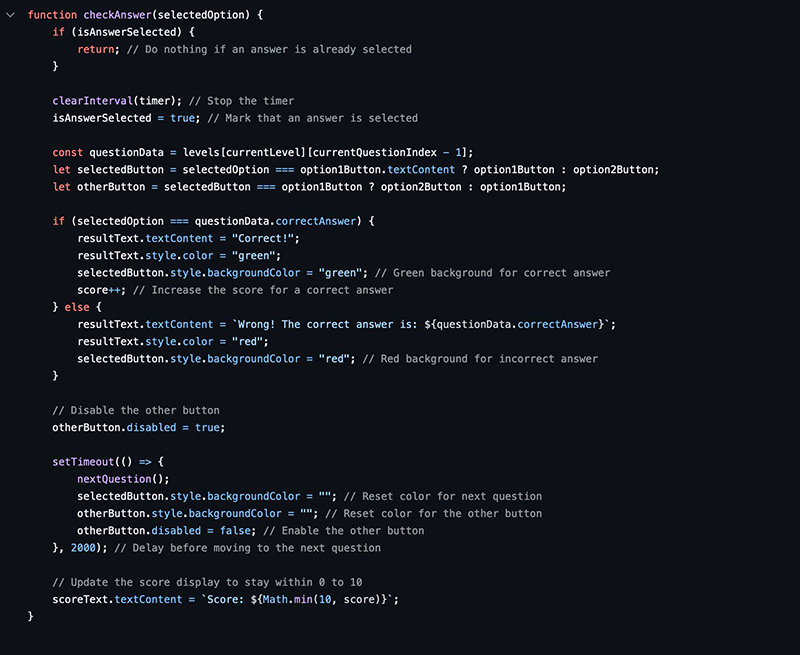 function checkAnswer(selectedOption) {
    if (isAnswerSelected) {
        return; // Do nothing if an answer is already selected
    }

    clearInterval(timer); // Stop the timer
    isAnswerSelected = true; // Mark that an answer is selected

    const questionData = levels[currentLevel][currentQuestionIndex - 1];
    let selectedButton = selectedOption === option1Button.textContent ? option1Button : option2Button;
    let otherButton = selectedButton === option1Button ? option2Button : option1Button;

    if (selectedOption === questionData.correctAnswer) {
        resultText.textContent = "Correct!";
        resultText.style.color = "green";
        selectedButton.style.backgroundColor = "green"; // Green background for correct answer
        score++; // Increase the score for a correct answer
    } else {
        resultText.textContent = `Wrong! The correct answer is: ${questionData.correctAnswer}`;
        resultText.style.color = "red";
        selectedButton.style.backgroundColor = "red"; // Red background for incorrect answer
    }

    // Disable the other button
    otherButton.disabled = true;

    setTimeout(() => {
        nextQuestion();
        selectedButton.style.backgroundColor = ""; // Reset color for next question
        otherButton.style.backgroundColor = ""; // Reset color for the other button
        otherButton.disabled = false; // Enable the other button
    }, 2000); // Delay before moving to the next question

    // Update the score display to stay within 0 to 10
    scoreText.textContent = `Score: ${Math.min(10, score)}`;
}